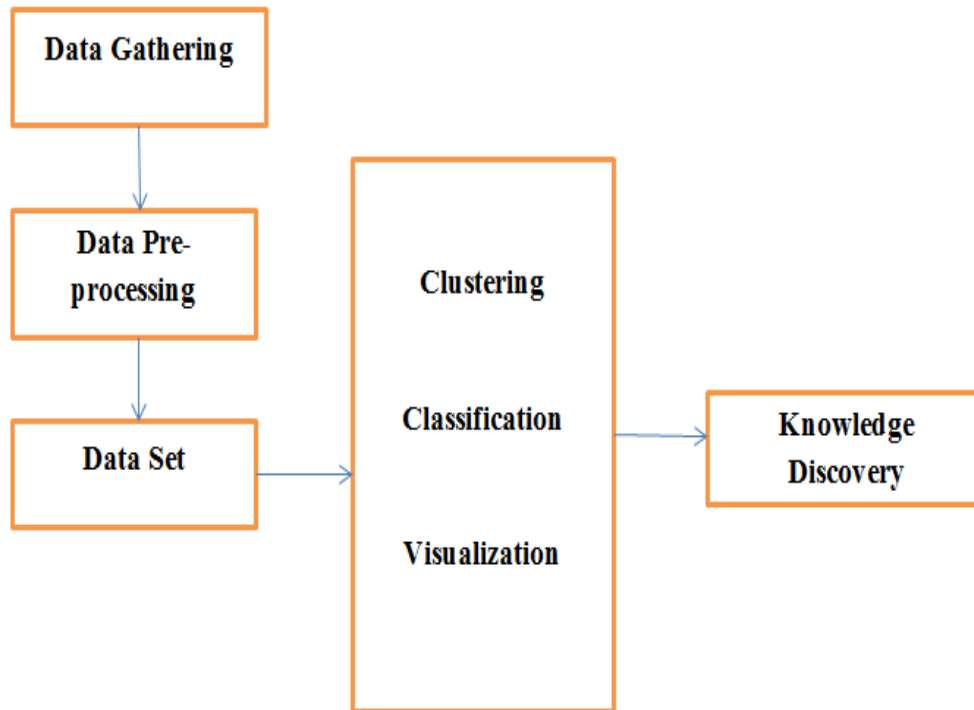 Data Gathering
Data Pre-
processing
Data Set
Clustering
Classification
Visualization
Knowledge
Discovery